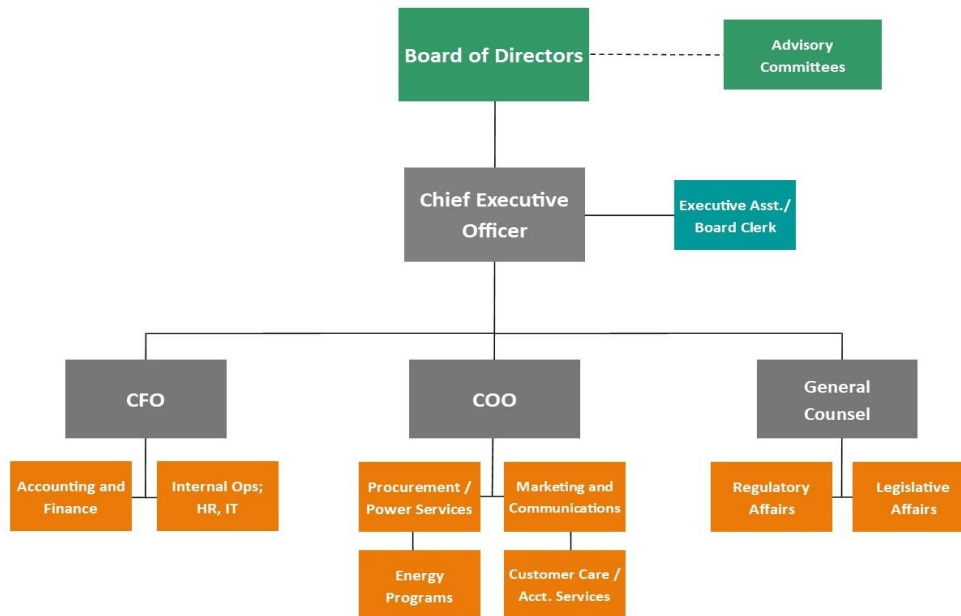 Board of Directors
Advisory
Committees
Chief Executive
Officer
Executive Asst./
Board Clerk
CFO
COO
General
Counsel
Accounting and
Finance
Internal Ops;
HR, IT
Procurement /
Power Services
Marketing and
Communications
Regulatory
Affairs
Legislative
Affairs
Energy
Programs
Customer Care /
Acct. Services